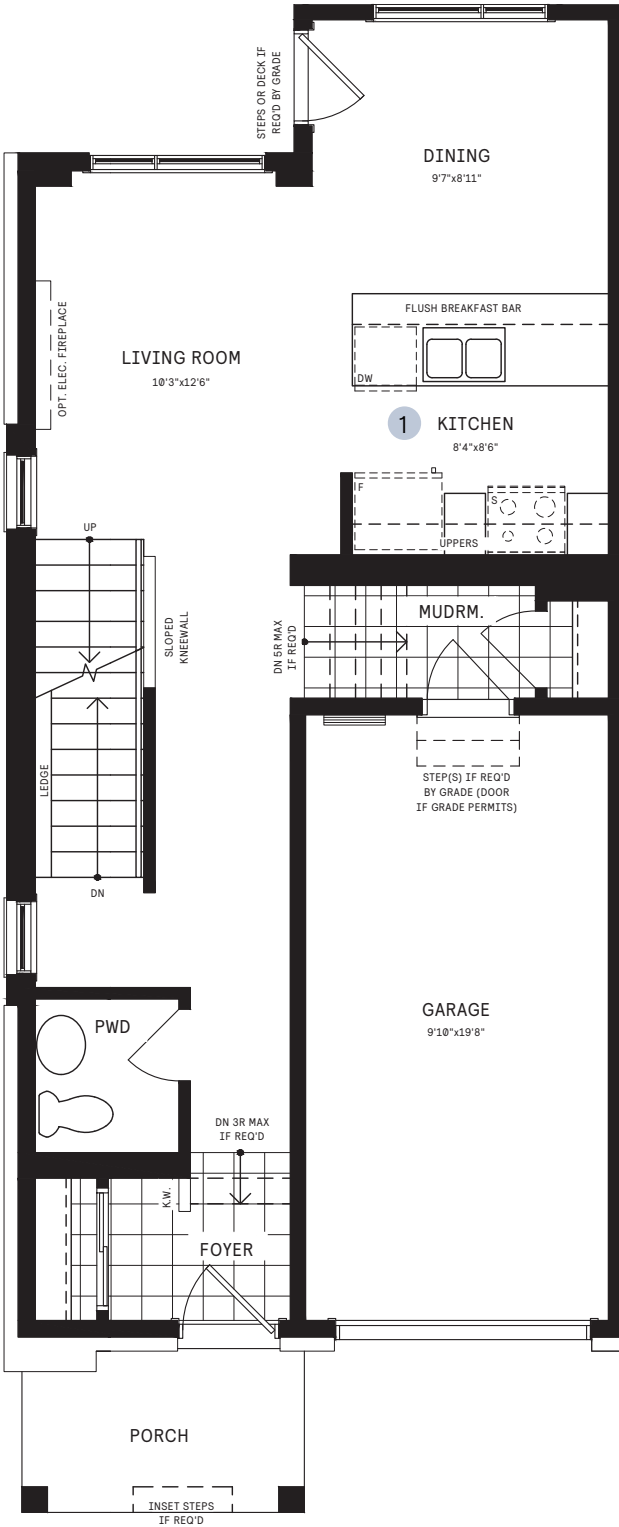 STEPS OR DECK IF
REQ'D BY GRADE
DINING
9'7"x8'11"
FLUSH BREAKFAST BAR
OPT. ELEC. FIREPLACE
LIVING ROOM
10'3"x12'6"
DW
1
KITCHEN
8'4"x8'6"
F
S
UPPERS
UP
SLOPED
KNEEWALL
DN 5R MAX
IF REQ'D
MUDRM.
LEDGE
STEP(S) IF REQ'D
BY GRADE (DOOR
IF GRADE PERMITS)
DN
GARAGE
9'10"x19'8"
PWD
DN 3R MAX
IF REQ'D
K.W.
FOYER
PORCH
INSET STEPS
IF REQ'D